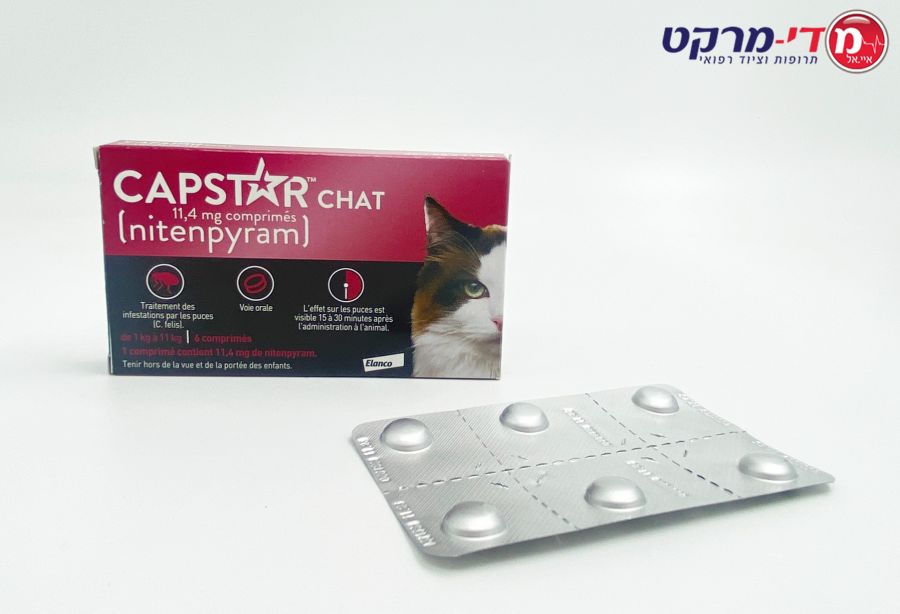 די-מרקט
מ
איי.אל
תרופות וציוד רפואי
CAPSTAR™ CHAT
11,4 mg comprimés
(nitenpyram)
Traitement des
infestations par les puces
(C. felis).
Voie orale
L'effet sur les puces est
visible 15 à 30 minutes après
l'administration à l'animal.
de 1 kg à 11 kg | 6 comprimés
1 comprimé contient 11,4 mg de nitenpyram.
Tenir hors de la vue et de la portée des enfants.
Elanco